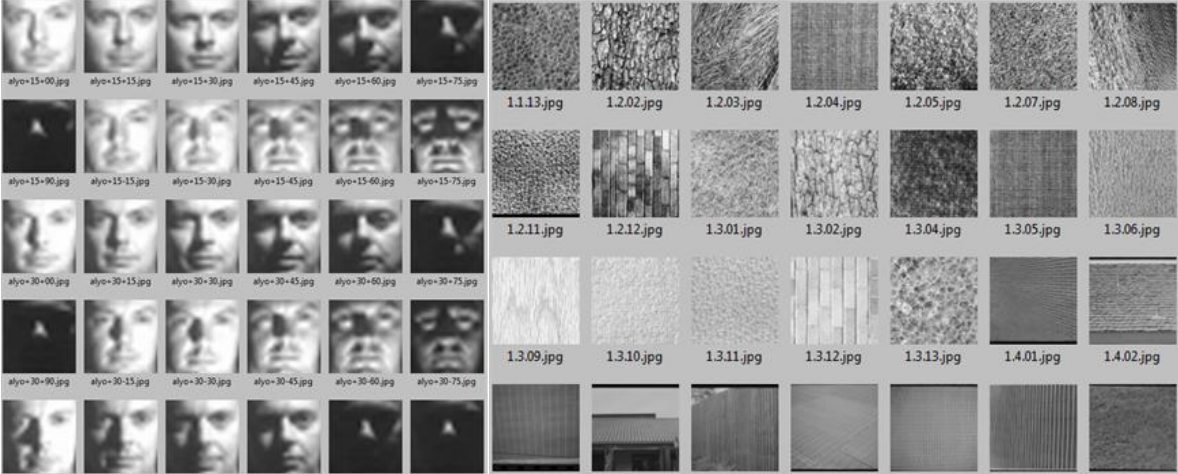 alyo+15+00.jpg alyo+15+15.jpg alyo+15+30.jpg alyo+15+45.jpg alyo+15+60.jpg alyo+15+75.jpg
alyo+15+90.jpg alyo+15-15.jpg alyo+15-30.jpg alyo+15-45.jpg alyo+15-60.jpg alyo+15-75.jpg
alyo+30+00.jpg alyo+30+15.jpg alyo+30+30.jpg alyo+30+45.jpg alyo+30+60.jpg alyo+30+75.jpg
alyo+30+90.jpg alyo+30-15.jpg alyo+30-30.jpg alyo+30-45.jpg alyo+30-60.jpg alyo+30-75.jpg
1.1.13.jpg 1.2.02.jpg 1.2.03.jpg 1.2.04.jpg 1.2.05.jpg 1.2.07.jpg 1.2.08.jpg
1.2.11.jpg 1.2.12.jpg 1.3.01.jpg 1.3.02.jpg 1.3.04.jpg 1.3.05.jpg 1.3.06.jpg
1.3.09.jpg 1.3.10.jpg 1.3.11.jpg 1.3.12.jpg 1.3.13.jpg 1.4.01.jpg 1.4.02.jpg